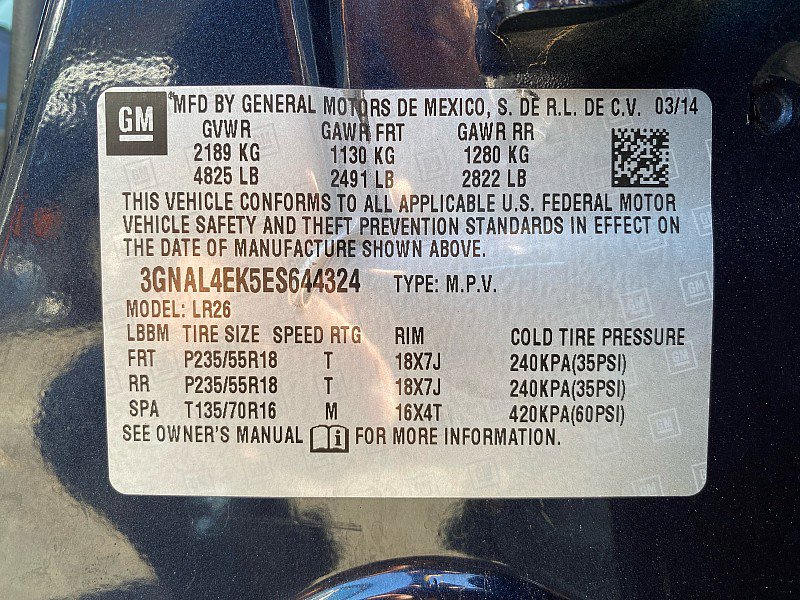 GM MFD BY GENERAL MOTORS DE MEXICO, S. DE R.L. DE C.V. 03/14
GVWR GAWR FRT GAWR RR
2189 KG 1130 KG 1280 KG
4825 LB 2491 LB 2822 LB
THIS VEHICLE CONFORMS TO ALL APPLICABLE U.S. FEDERAL MOTOR
VEHICLE SAFETY AND THEFT PREVENTION STANDARDS IN EFFECT ON
THE DATE OF MANUFACTURE SHOWN ABOVE.
3GNAL4EK5ES644324 TYPE: M.P.V.
MODEL: LR26
LBBM TIRE SIZE SPEED RTG RIM COLD TIRE PRESSURE
FRT P235/55R18 T 18X7J 240KPA(35PSI)
RR P235/55R18 T 18X7J 240KPA(35PSI)
SPA T135/70R16 M 16X4T 420KPA(60PSI)
SEE OWNER'S MANUAL i FOR MORE INFORMATION.